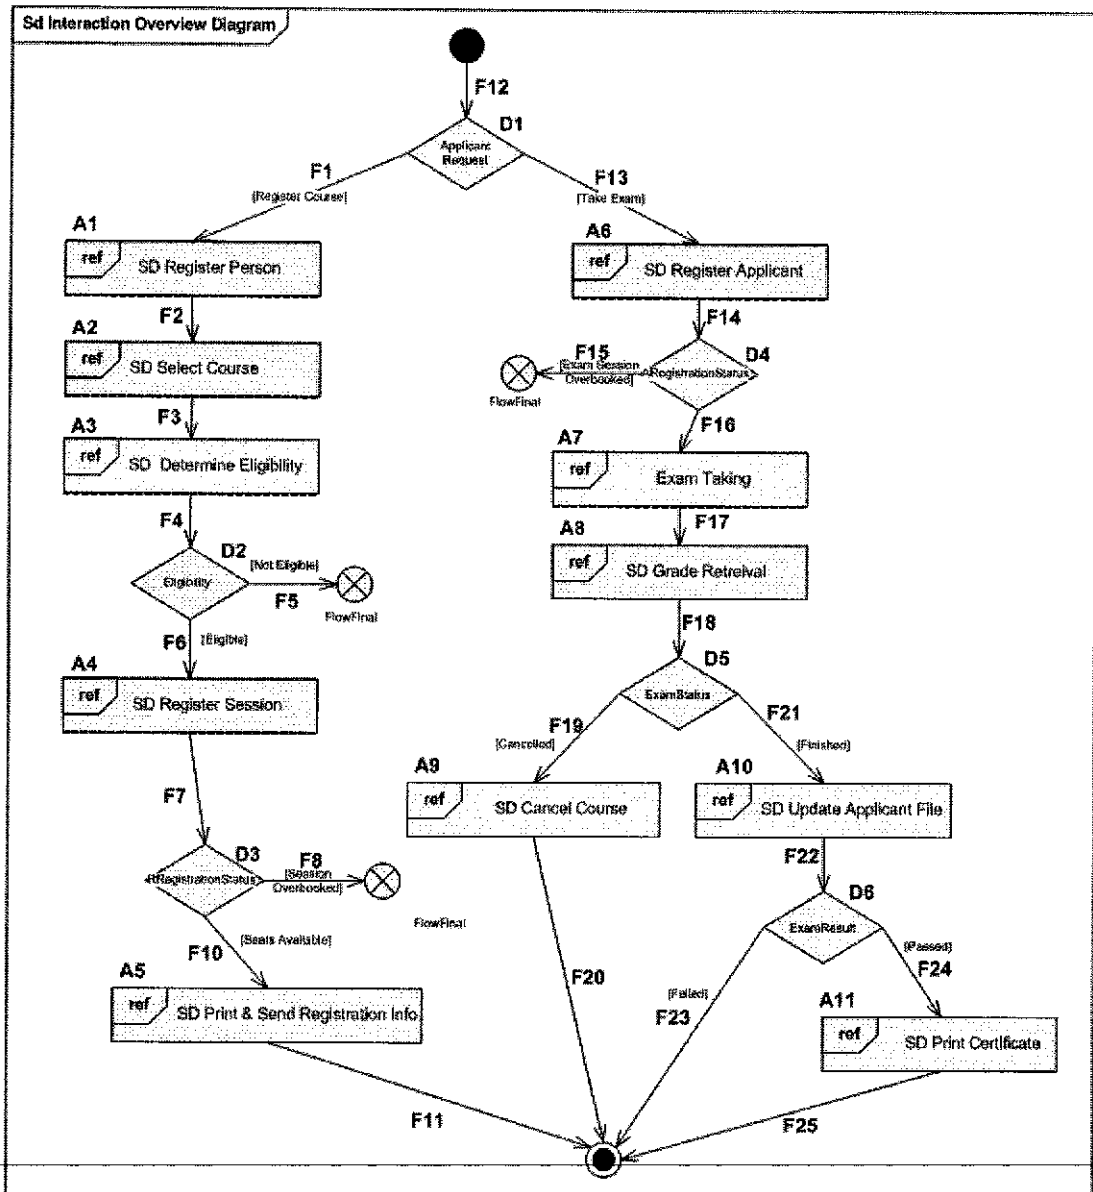 Sd Interaction Overview Diagram
F12
D1
Applicant
Request
F1
[Register Course]
F13
[Take Exam]
A1
ref
SD Register Person
A6
ref
SD Register Applicant
F2
F14
A2
ref
SD Select Course
F15
[Exam Session
Overbooked]
D4
ARegistrationStatus
FlowFinal
F3
F16
A3
ref
SD Determine Eligibility
A7
ref
Exam Taking
F4
F17
A8
ref
SD Grade Retreival
D2
[Not Eligible]
Eligibility
F5
FlowFinal
F6
[Eligible]
F18
A4
ref
SD Register Session
D5
ExamStatus
F19
[Cancelled]
F21
[Finished]
F7
A9
ref
SD Cancel Course
A10
ref
SD Update Applicant File
D3
F8
[Session
Overbooked]
RRegistrationStatus
FlowFinal
F22
D6
ExamResult
F10
[Seats Available]
[Passed]
F24
A5
ref
SD Print & Send Registration Info
F20
[Failed]
F23
A11
ref
SD Print Certificate
F11
F25